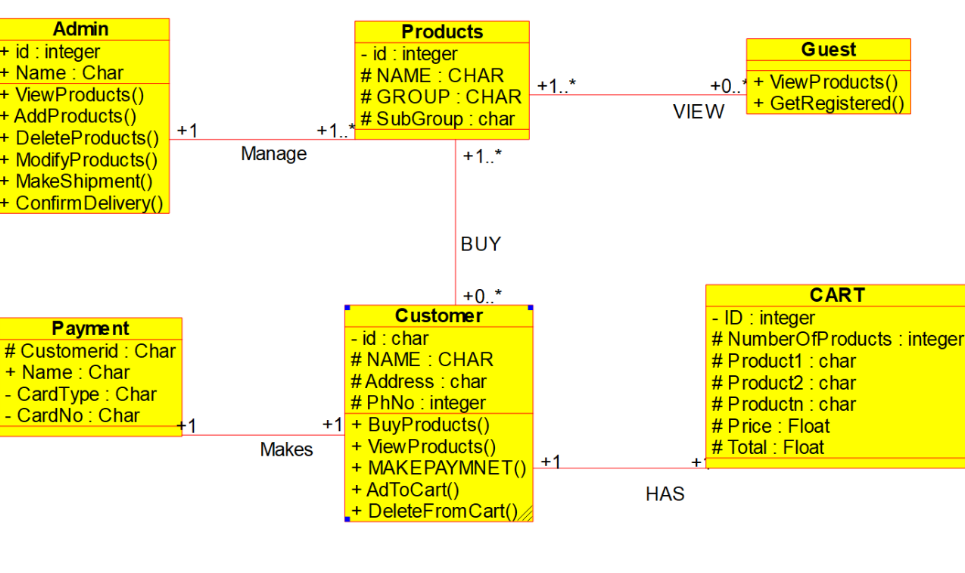 Admin
+ id : integer
+ Name : Char
+ ViewProducts()
+ AddProducts()
+ DeleteProducts()
+ ModifyProducts()
+ MakeShipment()
+ ConfirmDelivery()
+1
+1..*
Manage
Products
- id : integer
# NAME : CHAR
# GROUP : CHAR
# SubGroup : char
+1..*
+0..*
VIEW
Guest
+ ViewProducts()
+ GetRegistered()
+1..*
BUY
+0..*
Payment
# Customerid : Char
+ Name : Char
- CardType : Char
- CardNo : Char
+1
+1
Makes
Customer
- id : char
# NAME : CHAR
# Address : char
# PhNo : integer
+ BuyProducts()
+ ViewProducts()
+ MAKEPAYMNET()
+ AdToCart()
+ DeleteFromCart()
+1
+1
HAS
CART
- ID : integer
# NumberOfProducts : integer
# Product1 : char
# Product2 : char
# Productn : char
# Price : Float
# Total : Float